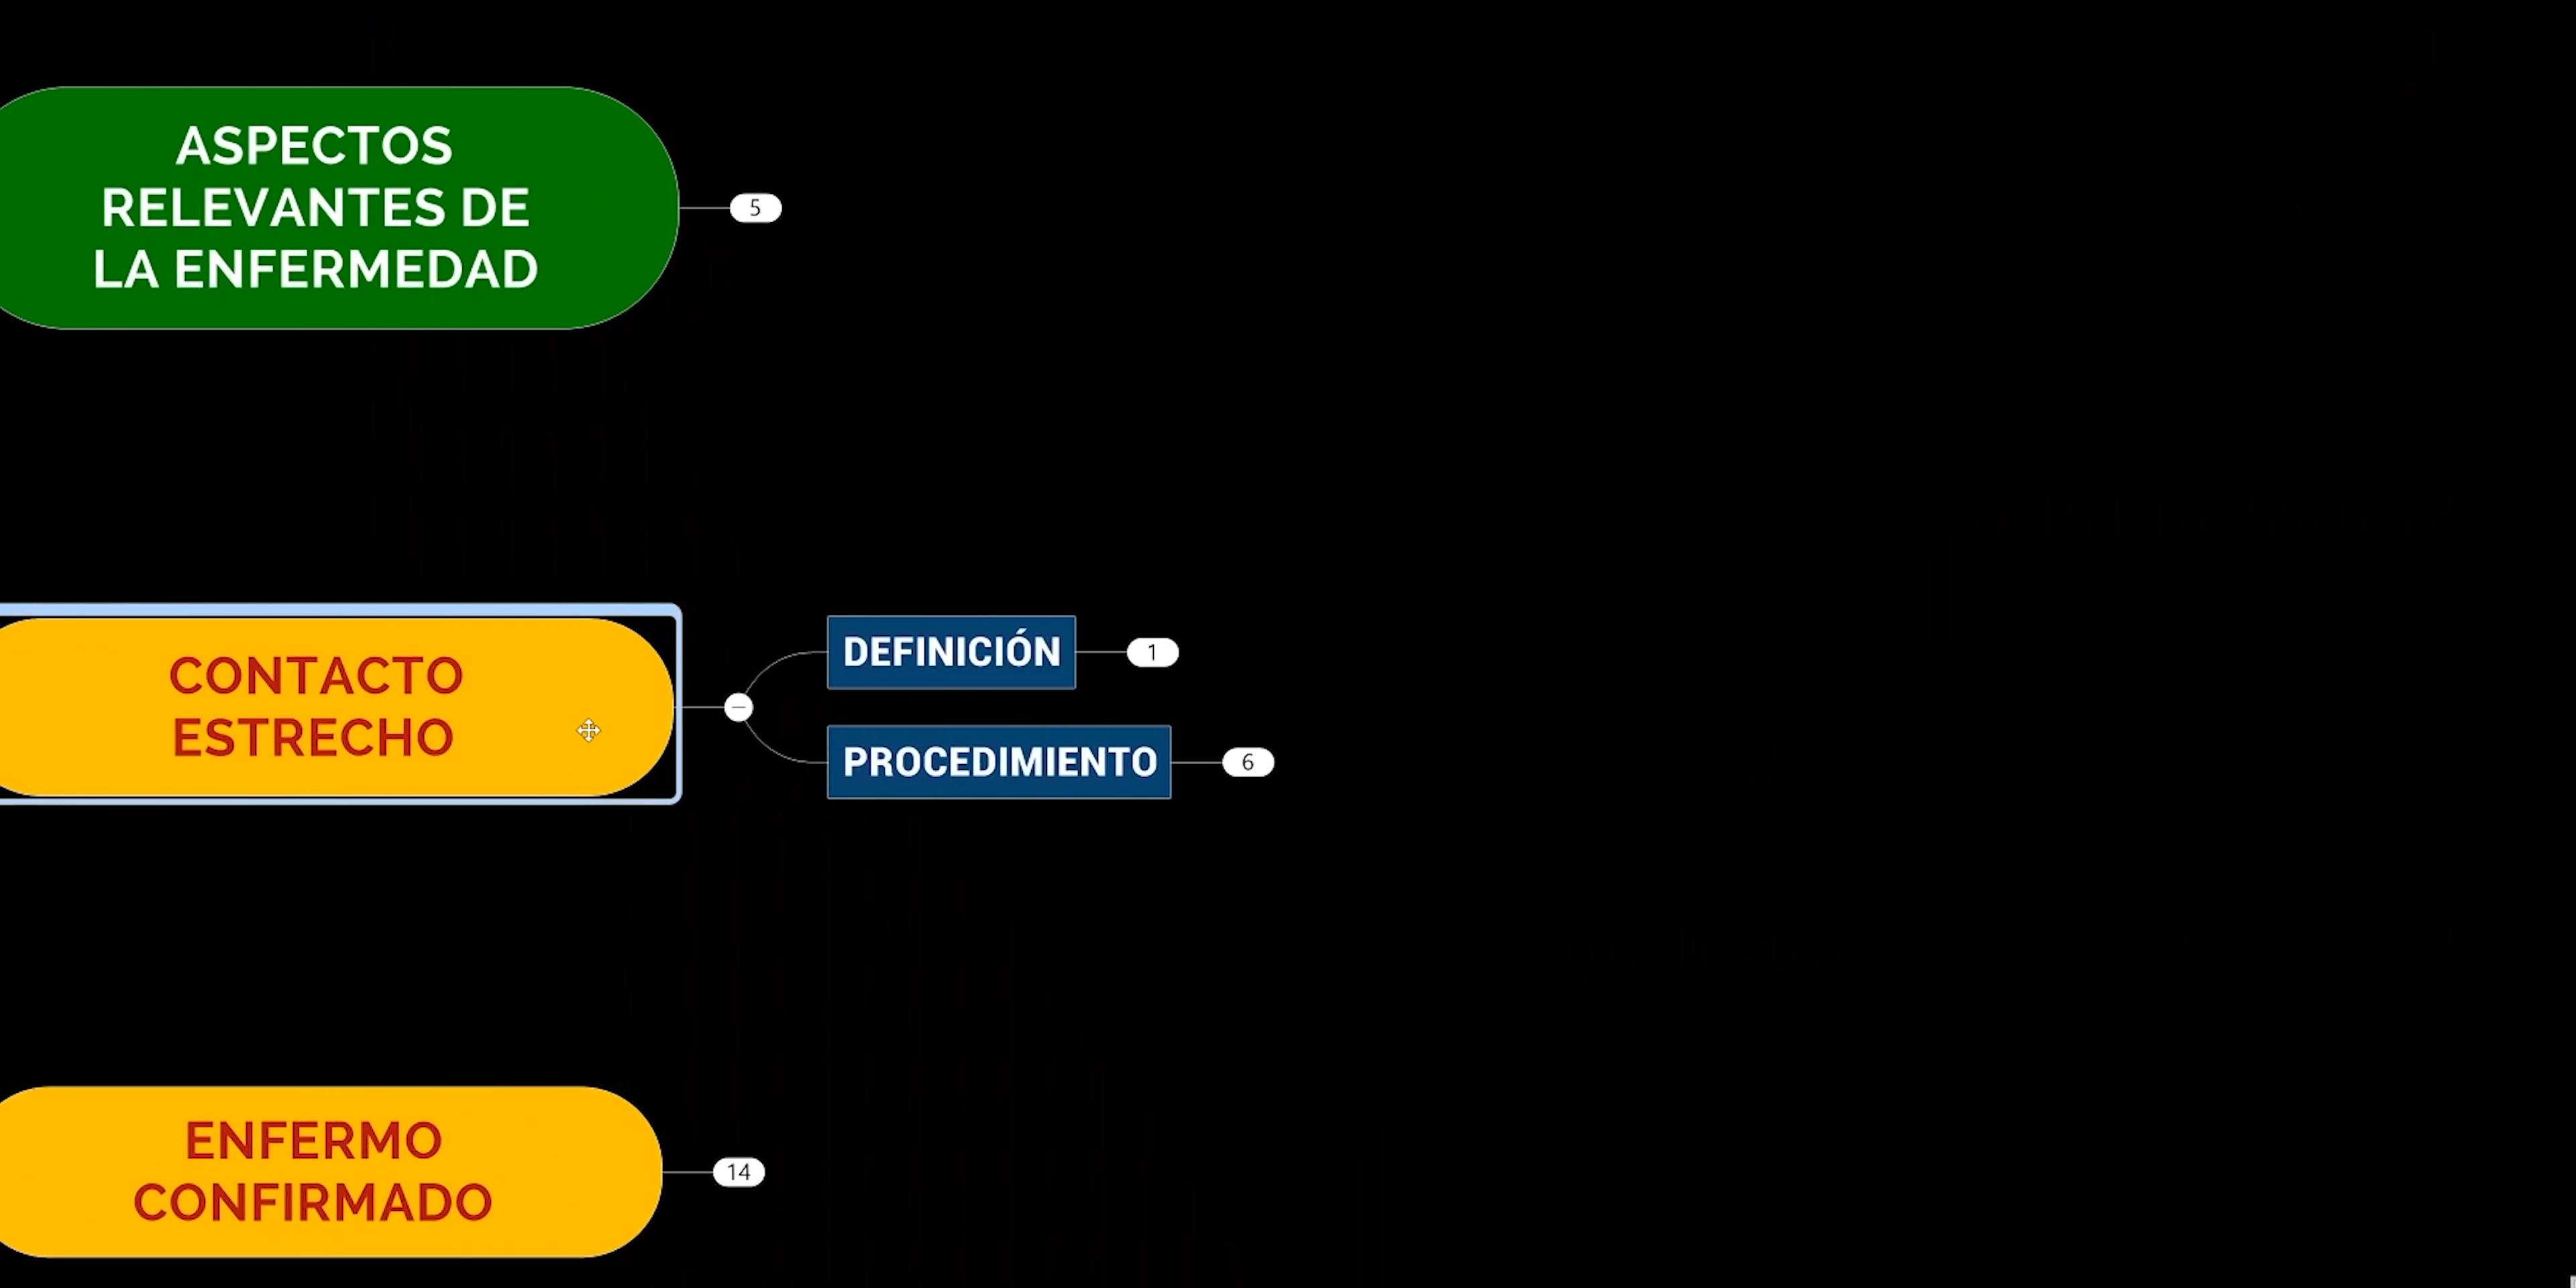 ASPECTOS
RELEVANTES DE
LA ENFERMEDAD
5
CONTACTO
ESTRECHO
DEFINICIÓN
1
PROCEDIMIENTO
6
ENFERMO
CONFIRMADO
14